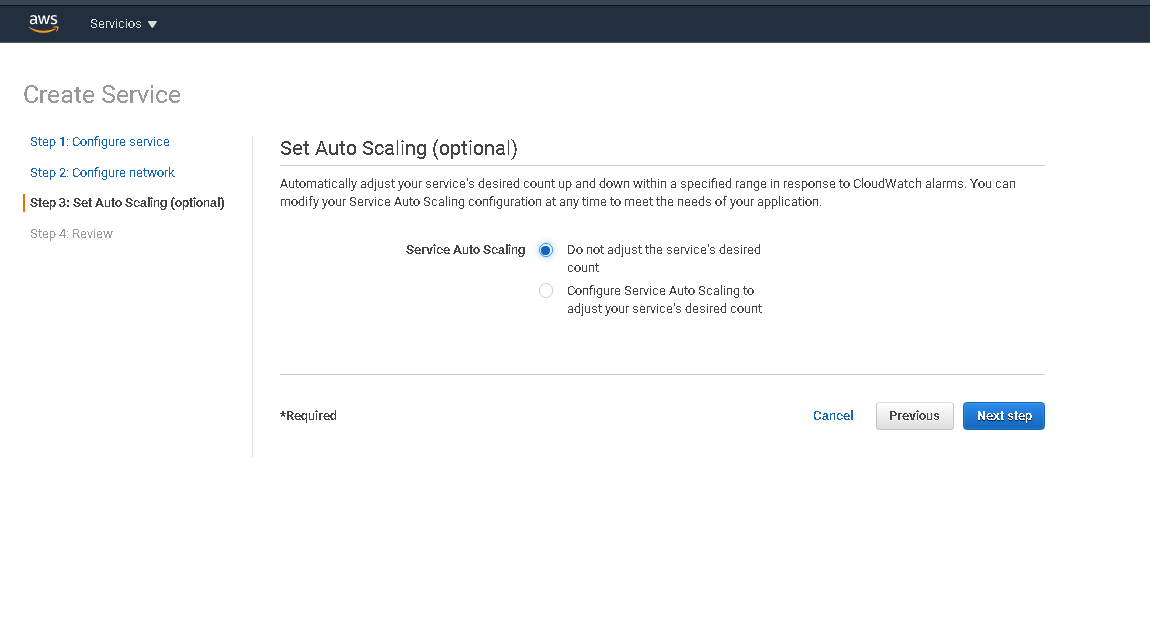 aws
Servicios
Create Service
Step 1: Configure service
Step 2: Configure network
Step 3: Set Auto Scaling (optional)
Step 4: Review
Set Auto Scaling (optional)
Automatically adjust your service's desired count up and down within a specified range in response to CloudWatch alarms. You can
modify your Service Auto Scaling configuration at any time to meet the needs of your application.
Service Auto Scaling
Do not adjust the service's desired
count
Configure Service Auto Scaling to
adjust your service's desired count
*Required
Cancel
Previous
Next step